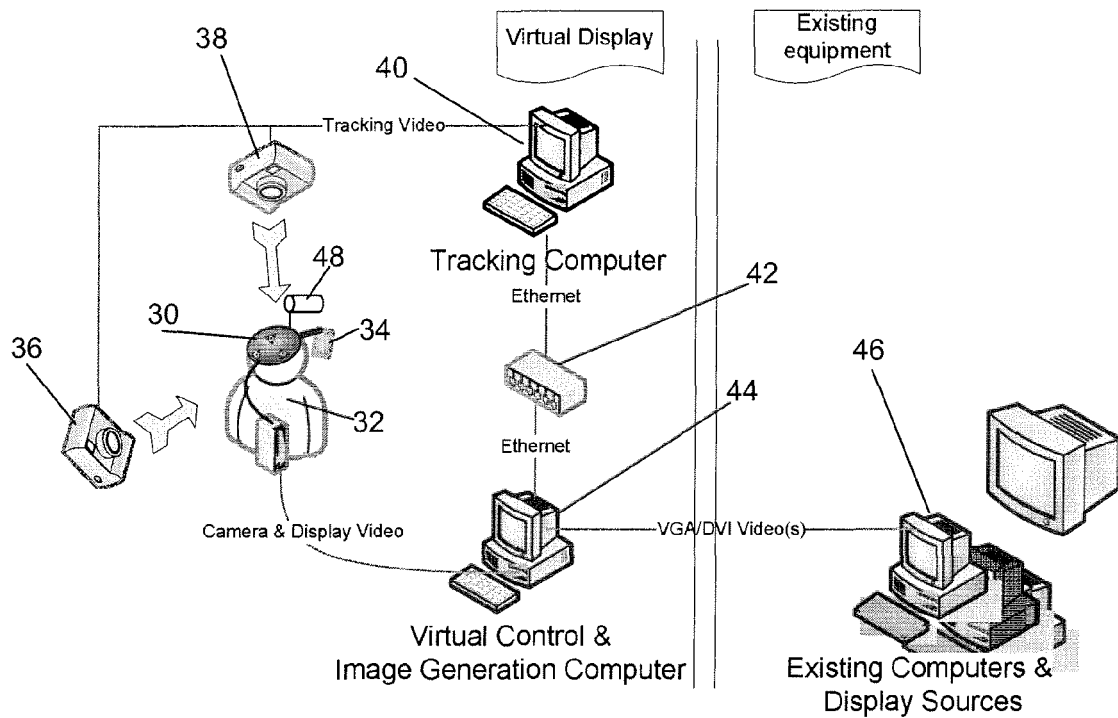 Virtual Display
Existing
equipment
38
40
Tracking Video
Tracking Computer
48
42
Ethernet
30
34
36
46
44
32
Ethernet
Camera & Display Video
VGA/DVI Video(s)
Virtual Control &
Image Generation Computer
Existing Computers &
Display Sources